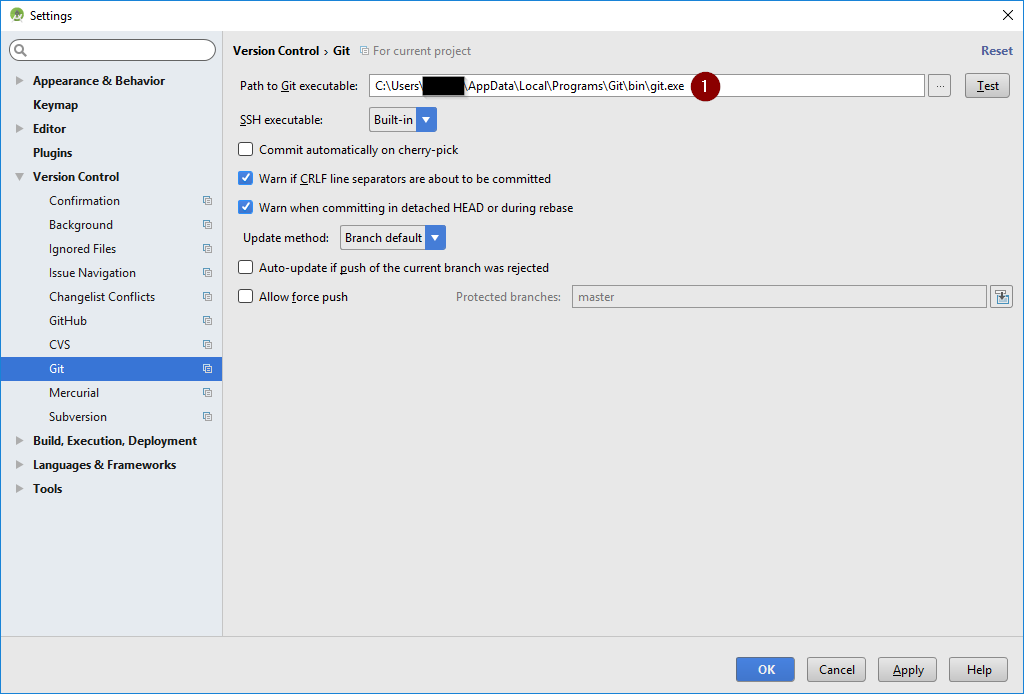 Settings
Version Control › Git For current project Reset
Appearance & Behavior
Keymap
Editor
Plugins
Version Control
Confirmation
Background
Ignored Files
Issue Navigation
Changelist Conflicts
GitHub
CVS
Git
Mercurial
Subversion
Build, Execution, Deployment
Languages & Frameworks
Tools
Path to Git executable: C:\Users\ \AppData\Local\Programs\Git\bin\git.exe 1 ... Test
SSH executable: Built-in
Commit automatically on cherry-pick
Warn if CRLF line separators are about to be committed
Warn when committing in detached HEAD or during rebase
Update method: Branch default
Auto-update if push of the current branch was rejected
Allow force push Protected branches: master
OK Cancel Apply Help